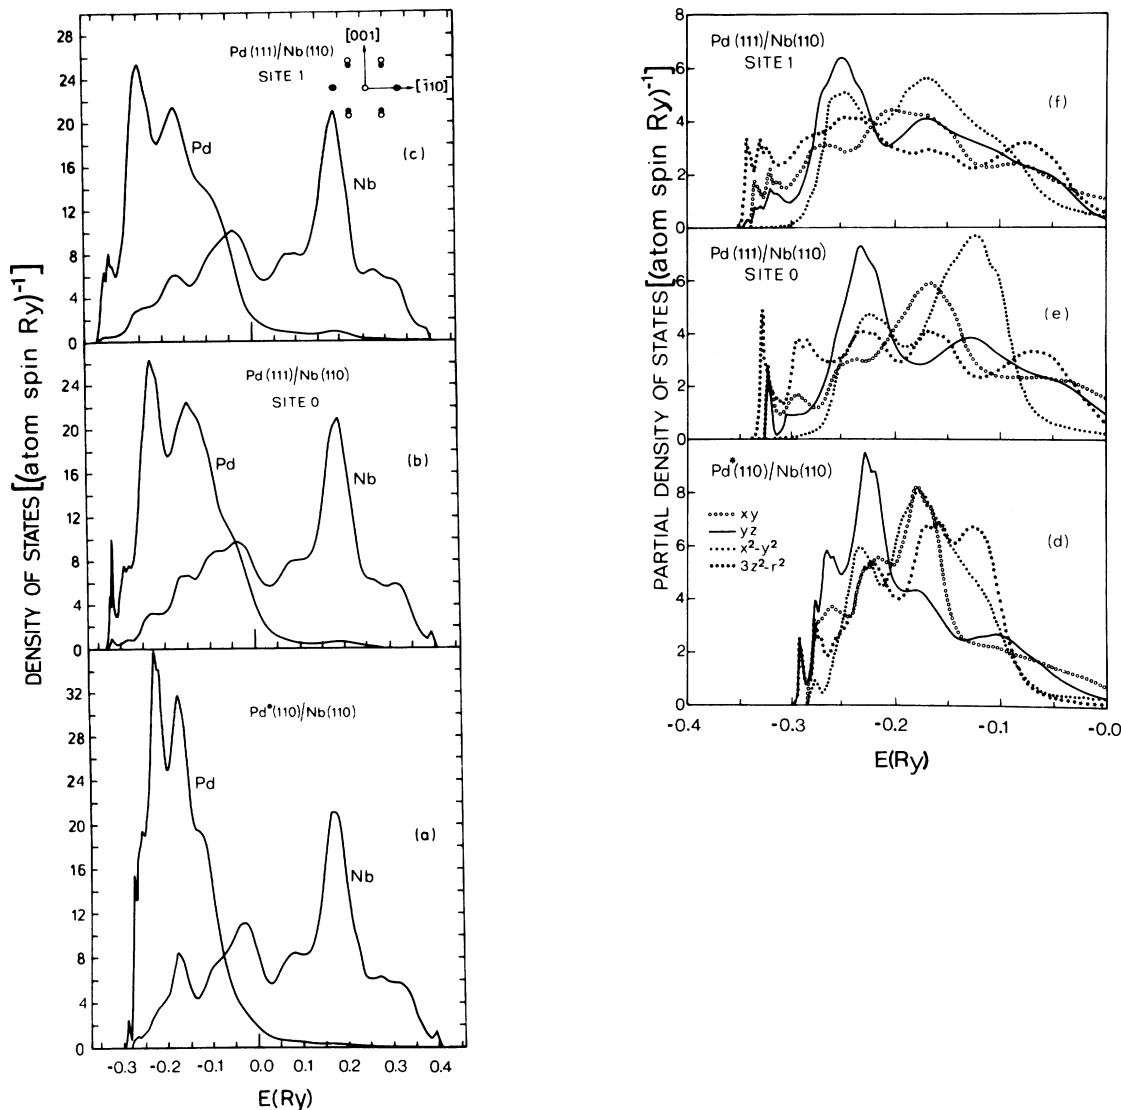 DENSITY OF STATES [(atom spin Ry)⁻¹]
28
24
20
16
12
8
4
0
Pd(111)/Nb(110)
SITE 1
[001]
[1̄10]
Pd
Nb
(c)
24
20
16
12
8
4
0
Pd(111)/Nb(110)
SITE 0
Pd
Nb
(b)
32
28
24
20
16
12
8
4
0
Pd*(110)/Nb(110)
Pd
Nb
(a)
-0.3 -0.2 -0.1 0.0 0.1 0.2 0.3 0.4
E(Ry)
PARTIAL DENSITY OF STATES [(atom spin Ry)⁻¹]
8
6
4
2
0
Pd(111)/Nb(110)
SITE 1
(f)
6
4
2
0
Pd(111)/Nb(110)
SITE 0
(e)
8
6
4
2
0
Pd*(110)/Nb(110)
xy
yz
x²-y²
3z²-r²
(d)
-0.4 -0.3 -0.2 -0.1 -0.0
E(Ry)